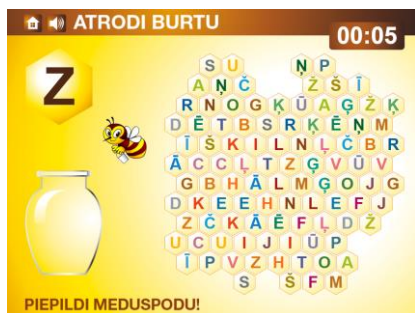 ATRODI BURTU
00:05
Z
S U Ņ P
A Ņ Č Ž Š Ī
R N O G Ķ Ū A Ģ Ž Ķ
D Ē T B S R Ķ Ē Ņ M
Ī Š K I L N Ļ Č B R
Ā C C Ļ T Z Ģ V Ū V
G B H Ā L M Ģ O J G
D K E E H N L E F J
Z Č K Ā Ē F Ļ D Ž
U C U I J I Ū P
Ī P V Z H T O A
S Š F M
PIEPILDI MEDUSPODU!